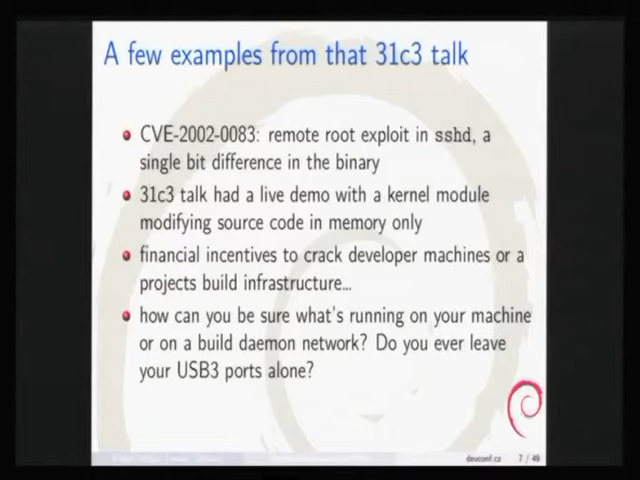 A few examples from that 31c3 talk
CVE-2002-0083: remote root exploit in sshd, a
single bit difference in the binary
31c3 talk had a live demo with a kernel module
modifying source code in memory only
financial incentives to crack developer machines or a
projects build infrastructure...
how can you be sure what's running on your machine
or on a build daemon network? Do you ever leave
your USB3 ports alone?
devconf.cz 7 / 49